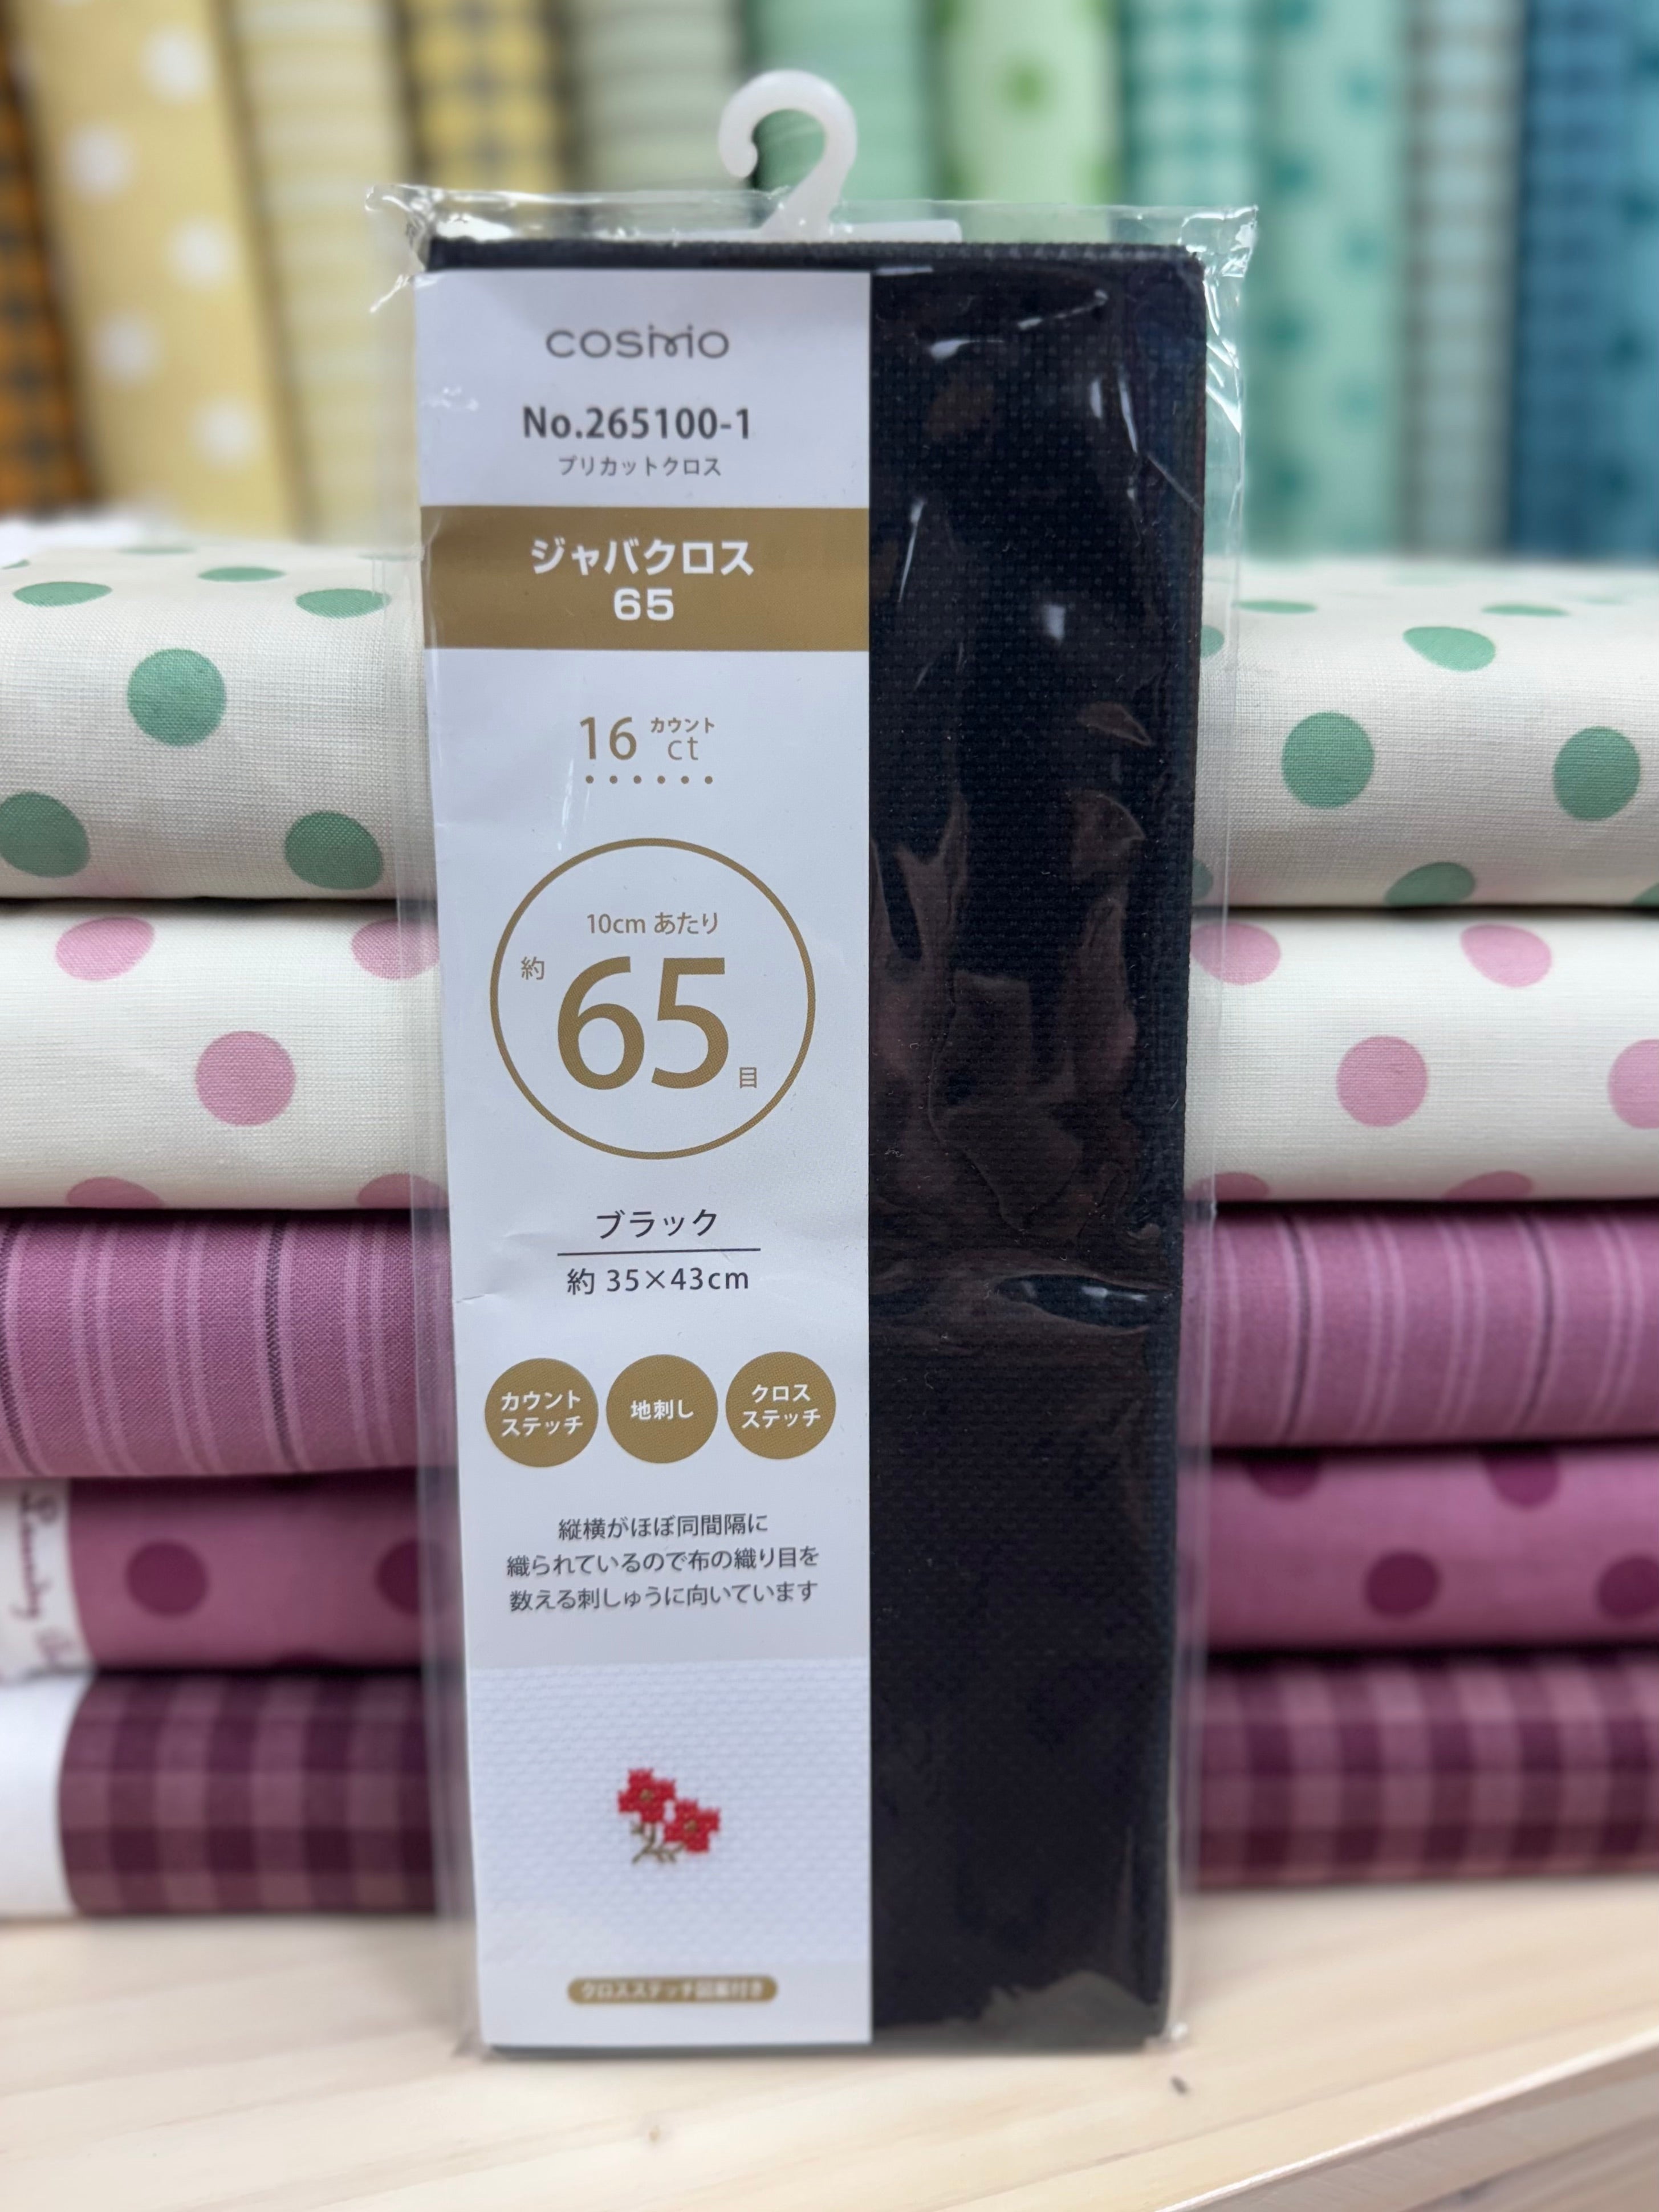 COSMO
No.265100-1
プリカットクロス
ジャバクロス
65
16 カウント ct
10cm あたり
約 65 目
ブラック
約 35×43cm
カウント
ステッチ
地刺し
クロス
ステッチ
縦横がほぼ同間隔に
織られているので布の織り目を
数える刺しゅうに向いています
クロスステッチ図案付き